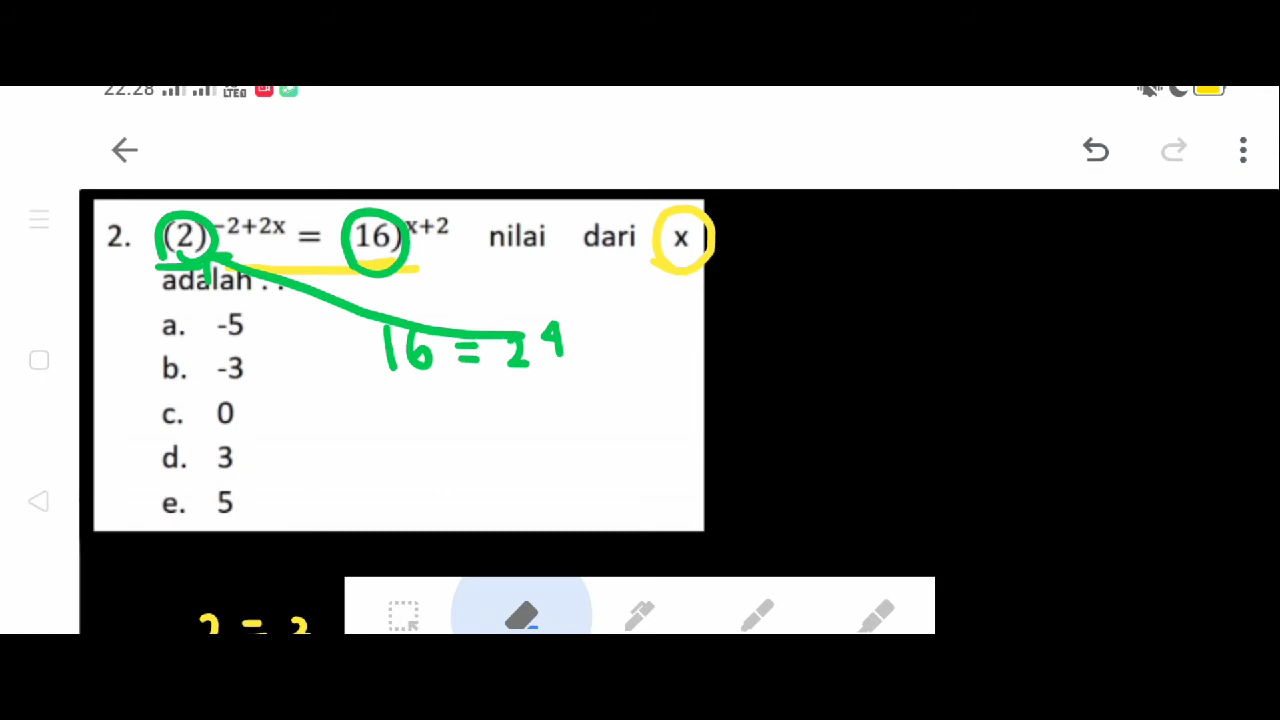 22.28 LTE
2. (2)^-2+2x = 16)^x+2 nilai dari x
adalah . .
a. -5
16 = 2^4
b. -3
c. 0
d. 3
e. 5